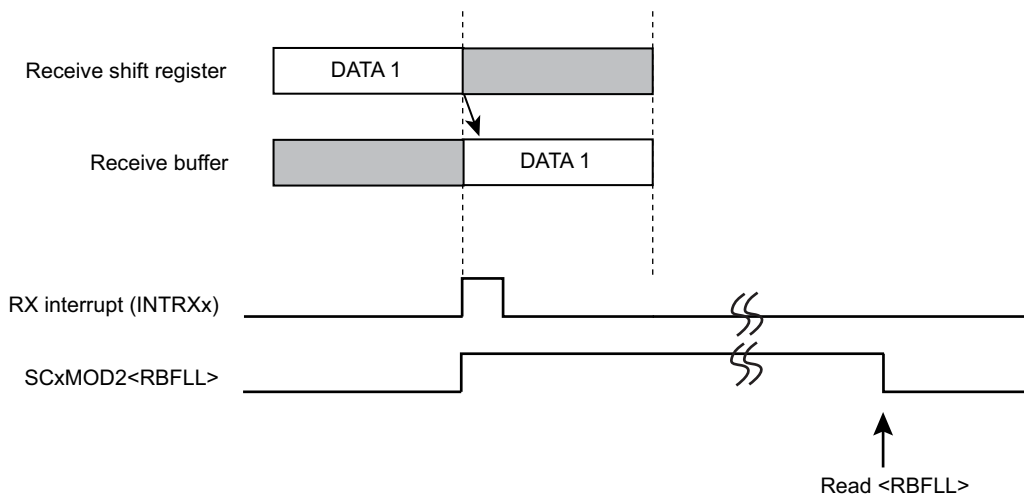 Receive shift register
DATA 1
Receive buffer
DATA 1
RX interrupt (INTRXx)
SCxMOD2<RBFLL>
Read <RBFLL>